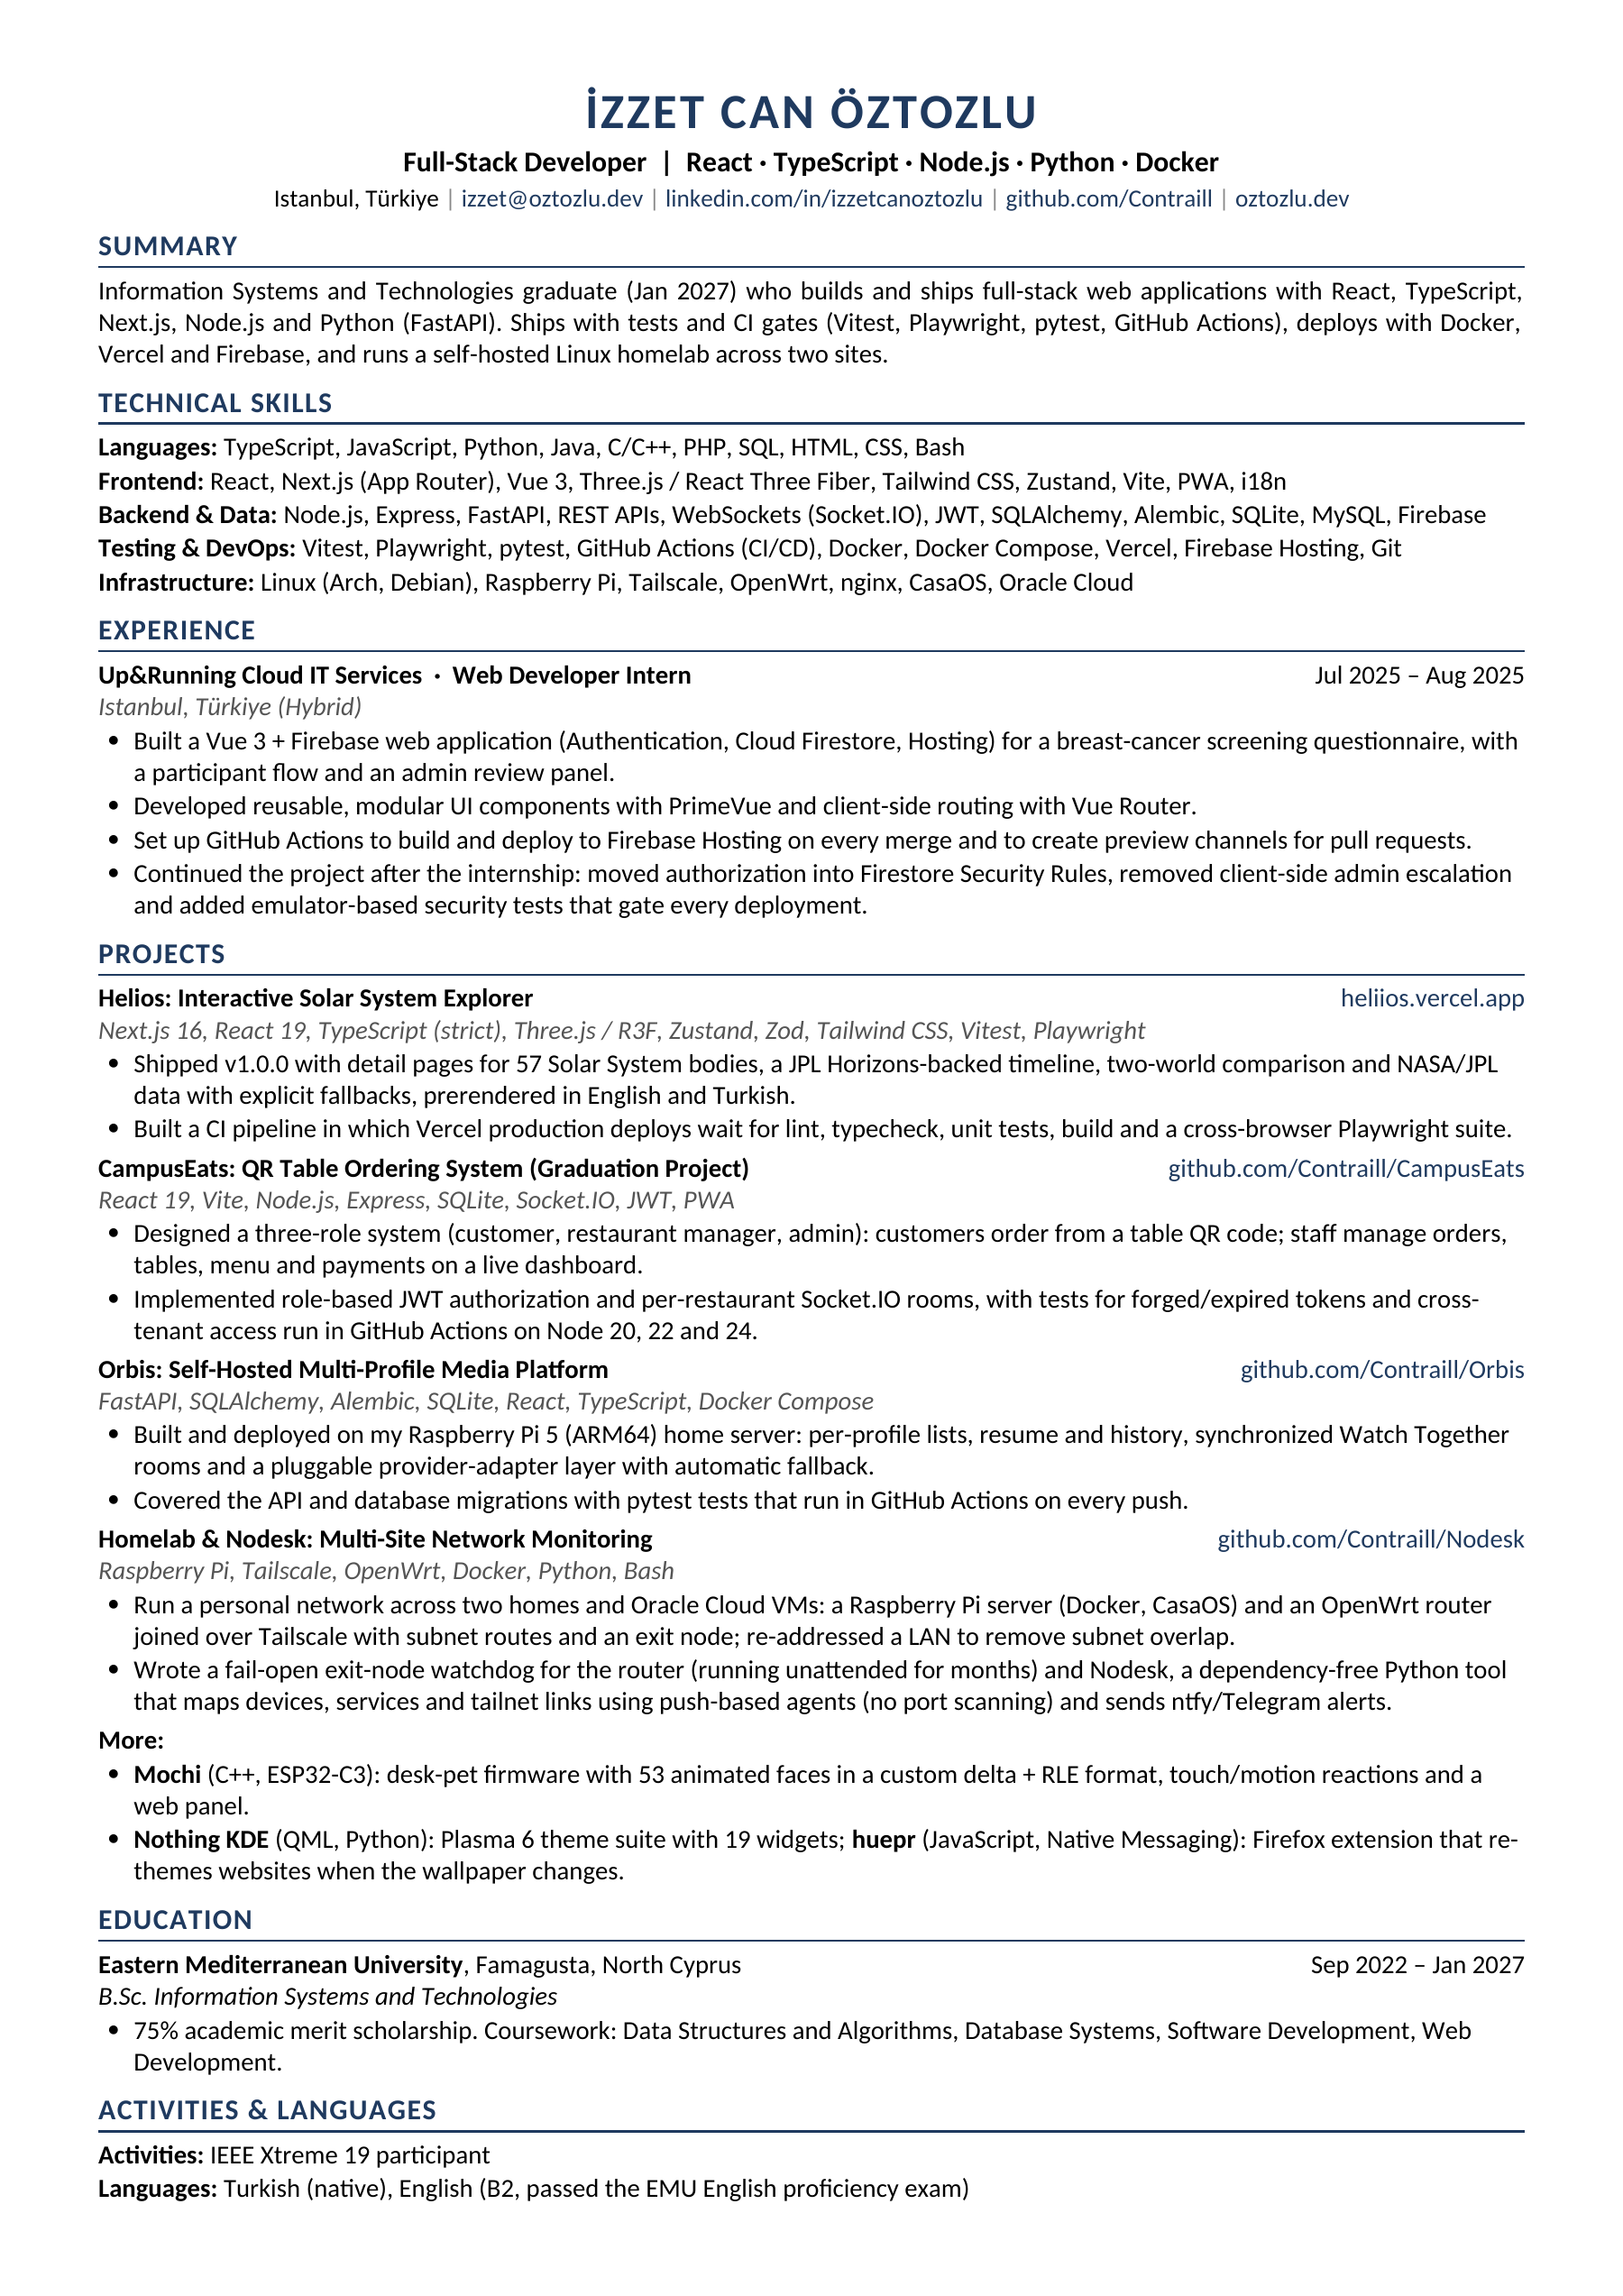 İZZET CAN ÖZTOZLU
Full-Stack Developer | React · TypeScript · Node.js · Python · Docker
Istanbul, Türkiye | izzet@oztozlu.dev | linkedin.com/in/izzetcanoztozlu | github.com/Contraill | oztozlu.dev
SUMMARY
Information Systems and Technologies graduate (Jan 2027) who builds and ships full-stack web applications with React, TypeScript,
Next.js, Node.js and Python (FastAPI). Ships with tests and CI gates (Vitest, Playwright, pytest, GitHub Actions), deploys with Docker,
Vercel and Firebase, and runs a self-hosted Linux homelab across two sites.
TECHNICAL SKILLS
Languages: TypeScript, JavaScript, Python, Java, C/C++, PHP, SQL, HTML, CSS, Bash
Frontend: React, Next.js (App Router), Vue 3, Three.js / React Three Fiber, Tailwind CSS, Zustand, Vite, PWA, i18n
Backend & Data: Node.js, Express, FastAPI, REST APIs, WebSockets (Socket.IO), JWT, SQLAlchemy, Alembic, SQLite, MySQL, Firebase
Testing & DevOps: Vitest, Playwright, pytest, GitHub Actions (CI/CD), Docker, Docker Compose, Vercel, Firebase Hosting, Git
Infrastructure: Linux (Arch, Debian), Raspberry Pi, Tailscale, OpenWrt, nginx, CasaOS, Oracle Cloud
EXPERIENCE
Up&Running Cloud IT Services · Web Developer Intern Jul 2025 – Aug 2025
Istanbul, Türkiye (Hybrid)
• Built a Vue 3 + Firebase web application (Authentication, Cloud Firestore, Hosting) for a breast-cancer screening questionnaire, with
a participant flow and an admin review panel.
• Developed reusable, modular UI components with PrimeVue and client-side routing with Vue Router.
• Set up GitHub Actions to build and deploy to Firebase Hosting on every merge and to create preview channels for pull requests.
• Continued the project after the internship: moved authorization into Firestore Security Rules, removed client-side admin escalation
and added emulator-based security tests that gate every deployment.
PROJECTS
Helios: Interactive Solar System Explorer heliios.vercel.app
Next.js 16, React 19, TypeScript (strict), Three.js / R3F, Zustand, Zod, Tailwind CSS, Vitest, Playwright
• Shipped v1.0.0 with detail pages for 57 Solar System bodies, a JPL Horizons-backed timeline, two-world comparison and NASA/JPL
data with explicit fallbacks, prerendered in English and Turkish.
• Built a CI pipeline in which Vercel production deploys wait for lint, typecheck, unit tests, build and a cross-browser Playwright suite.
CampusEats: QR Table Ordering System (Graduation Project) github.com/Contraill/CampusEats
React 19, Vite, Node.js, Express, SQLite, Socket.IO, JWT, PWA
• Designed a three-role system (customer, restaurant manager, admin): customers order from a table QR code; staff manage orders,
tables, menu and payments on a live dashboard.
• Implemented role-based JWT authorization and per-restaurant Socket.IO rooms, with tests for forged/expired tokens and cross-
tenant access run in GitHub Actions on Node 20, 22 and 24.
Orbis: Self-Hosted Multi-Profile Media Platform github.com/Contraill/Orbis
FastAPI, SQLAlchemy, Alembic, SQLite, React, TypeScript, Docker Compose
• Built and deployed on my Raspberry Pi 5 (ARM64) home server: per-profile lists, resume and history, synchronized Watch Together
rooms and a pluggable provider-adapter layer with automatic fallback.
• Covered the API and database migrations with pytest tests that run in GitHub Actions on every push.
Homelab & Nodesk: Multi-Site Network Monitoring github.com/Contraill/Nodesk
Raspberry Pi, Tailscale, OpenWrt, Docker, Python, Bash
• Run a personal network across two homes and Oracle Cloud VMs: a Raspberry Pi server (Docker, CasaOS) and an OpenWrt router
joined over Tailscale with subnet routes and an exit node; re-addressed a LAN to remove subnet overlap.
• Wrote a fail-open exit-node watchdog for the router (running unattended for months) and Nodesk, a dependency-free Python tool
that maps devices, services and tailnet links using push-based agents (no port scanning) and sends ntfy/Telegram alerts.
More:
• Mochi (C++, ESP32-C3): desk-pet firmware with 53 animated faces in a custom delta + RLE format, touch/motion reactions and a
web panel.
• Nothing KDE (QML, Python): Plasma 6 theme suite with 19 widgets; huepr (JavaScript, Native Messaging): Firefox extension that re-
themes websites when the wallpaper changes.
EDUCATION
Eastern Mediterranean University, Famagusta, North Cyprus Sep 2022 – Jan 2027
B.Sc. Information Systems and Technologies
• 75% academic merit scholarship. Coursework: Data Structures and Algorithms, Database Systems, Software Development, Web
Development.
ACTIVITIES & LANGUAGES
Activities: IEEE Xtreme 19 participant
Languages: Turkish (native), English (B2, passed the EMU English proficiency exam)